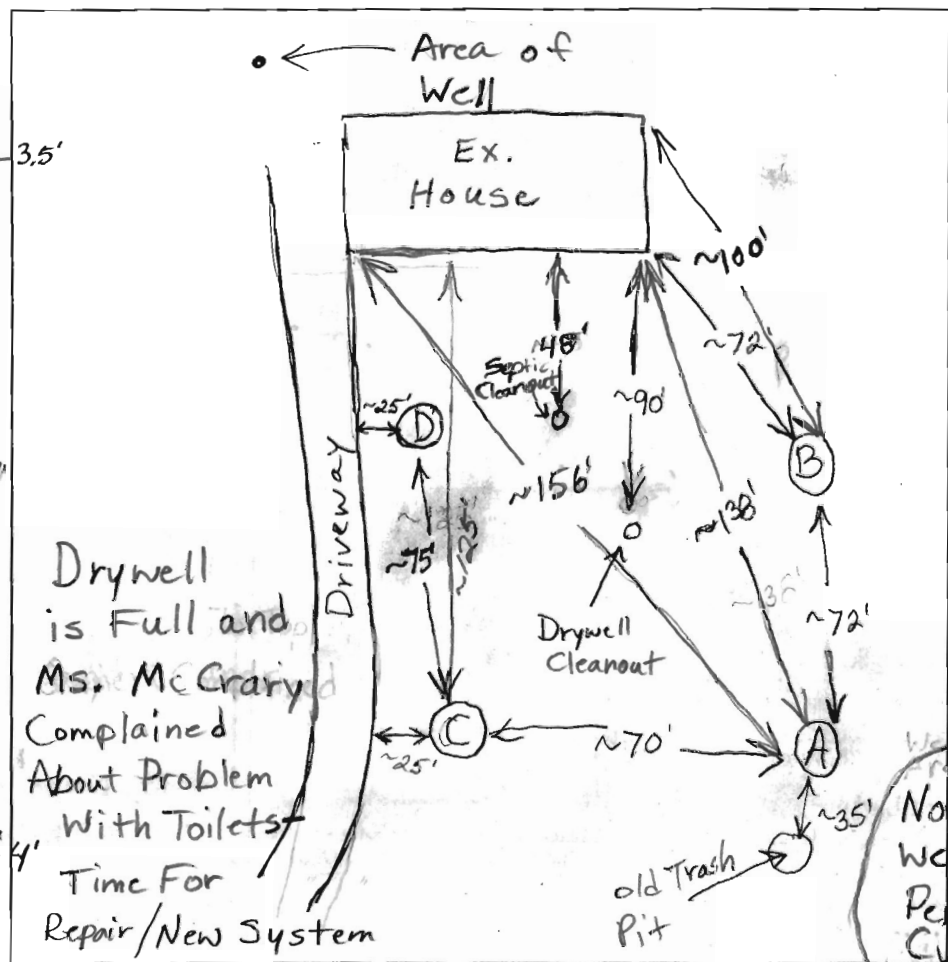 Area of
Well
3.5'
Ex.
House
~100'
~72'
48'
Septic
Cleanout
~90'
~25'
D
B
~156'
~138'
~75'
~125'
Driveway
~136'
~72'
Drywell
Cleanout
Drywell
is Full and
Ms. McCrary
Complained
About Problem
With Toilets-
Time For
Repair/New System
C
~25'
~70'
A
~35'
old Trash
Pit
4'
No
We
Pe